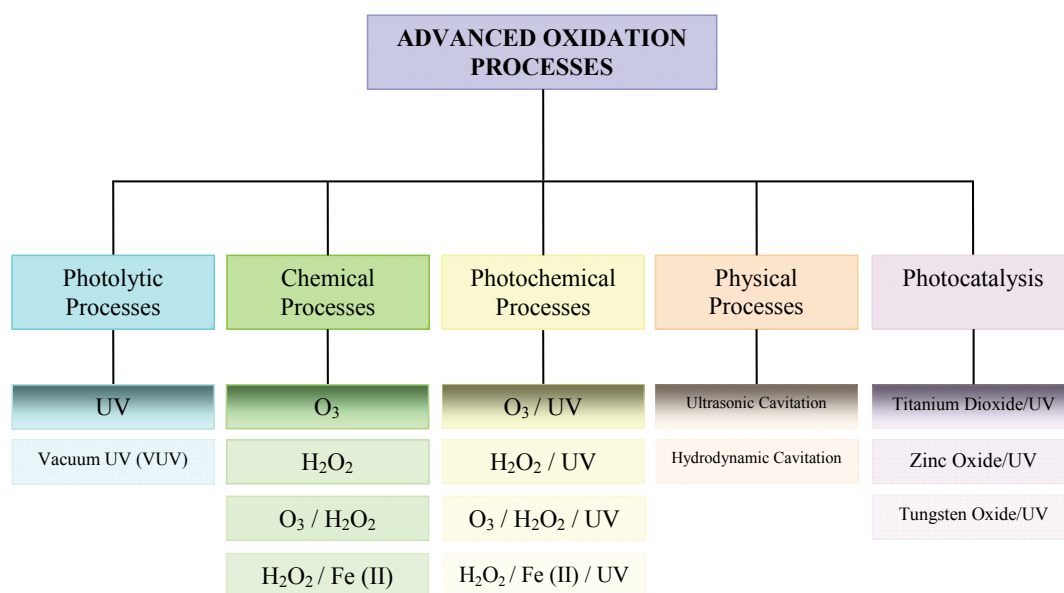 ADVANCED OXIDATION
PROCESSES
Photolytic
Processes
Chemical
Processes
Photochemical
Processes
Physical
Processes
Photocatalysis
UV
Vacuum UV (VUV)
O₃
H₂O₂
O₃ / H₂O₂
H₂O₂ / Fe (II)
O₃ / UV
H₂O₂ / UV
O₃ / H₂O₂ / UV
H₂O₂ / Fe (II) / UV
Ultrasonic Cavitation
Hydrodynamic Cavitation
Titanium Dioxide/UV
Zinc Oxide/UV
Tungsten Oxide/UV